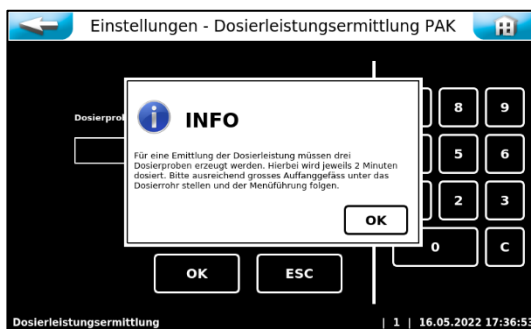 Einstellungen - Dosierleistungsermittlung PAK
INFO
Für eine Emittlung der Dosierleistung müssen drei
Dosierproben erzeugt werden. Hierbei wird jeweils 2 Minuten
dosiert. Bitte ausreichend grosses Auffanggefäss unter das
Dosierrohr stellen und der Menüführung folgen.
OK
8 9
5 6
2 3
0 C
OK ESC
Dosierleistungsermittlung | 1 | 16.05.2022 17:36:53